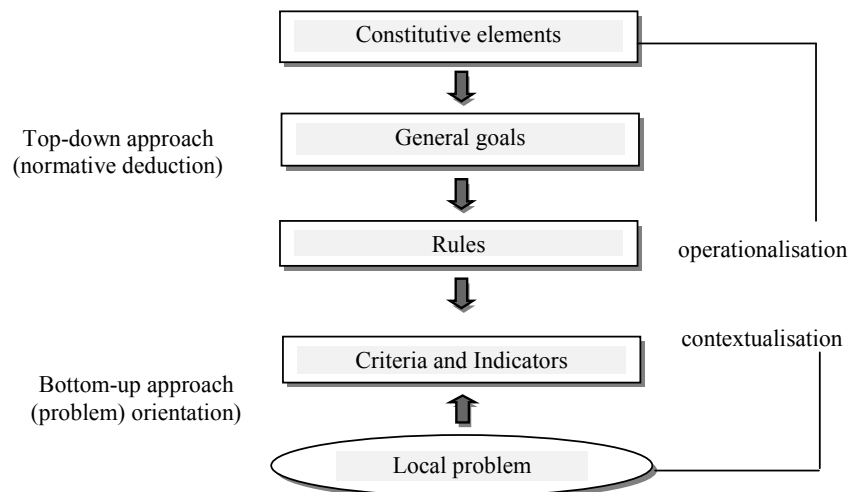 Constitutive elements
General goals
Top-down approach
(normative deduction)
Rules
operationalisation
contextualisation
Criteria and Indicators
Bottom-up approach
(problem) orientation)
Local problem